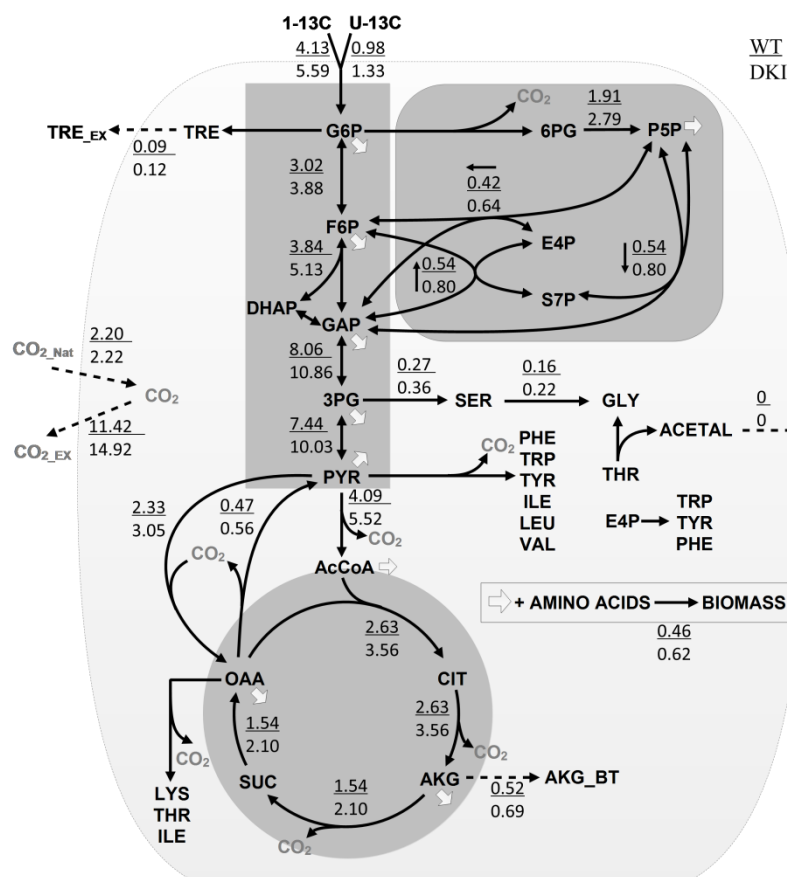 1-13C U-13C
4.13 0.98 WT
5.59 1.33 DKI
CO2 1.91
TRE_EX TRE G6P 6PG P5P
0.09 2.79
0.12
3.02 0.42
3.88 0.64
F6P
3.84 E4P 0.54
5.13 0.54 0.80
0.80 S7P
DHAP GAP
2.20 8.06
CO2_Nat 2.22 10.86 0.27 0.16
0.36 0.22
CO2 3PG SER GLY 0
11.42 7.44 0
CO2_EX 14.92 10.03 CO2 PHE ACETAL
TRP
PYR TYR THR
2.33 0.47 4.09 ILE TRP
3.05 0.56 5.52 LEU E4P TYR
CO2 CO2 VAL PHE
AcCoA
+ AMINO ACIDS BIOMASS
2.63 0.46
3.56 0.62
OAA CIT
1.54 2.63
2.10 3.56
CO2 CO2
SUC 1.54 AKG AKG_BT
LYS 2.10 0.52
THR 0.69
ILE CO2